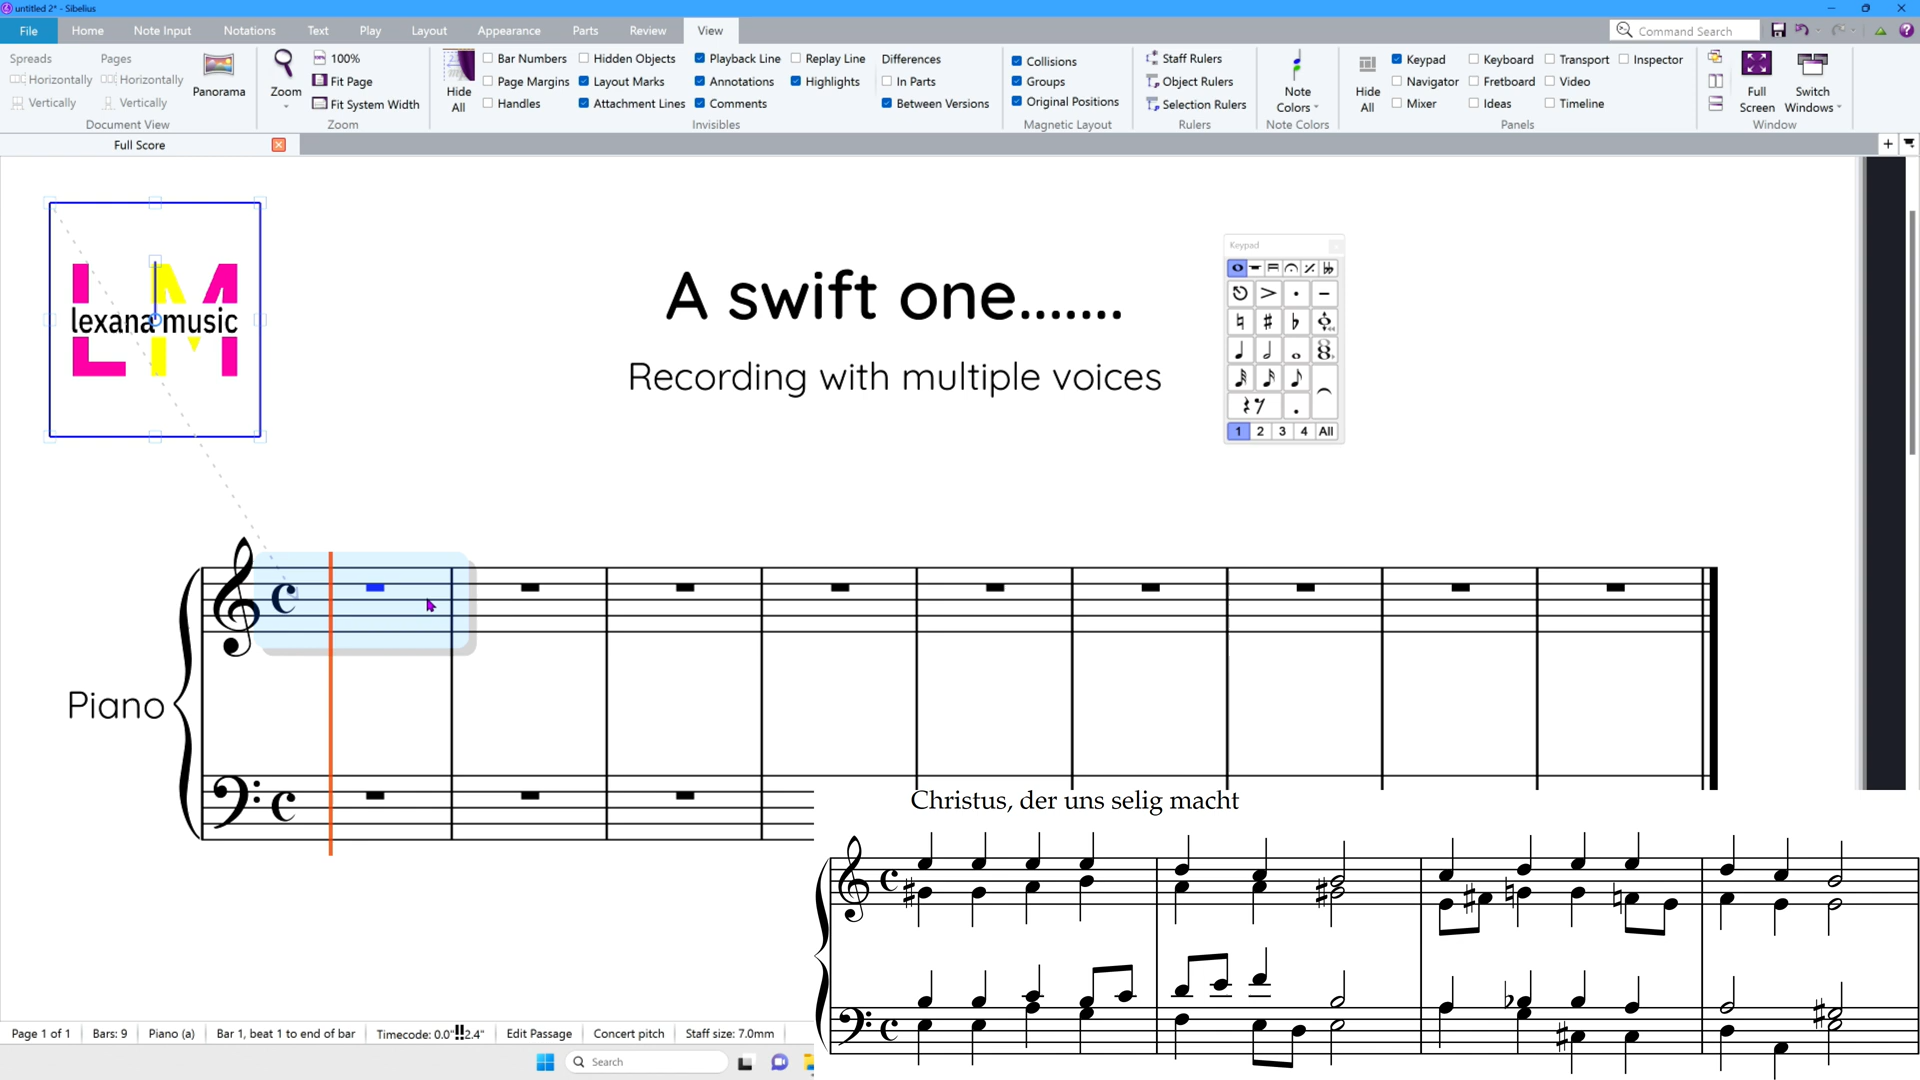 untitled 2* - Sibelius
File Home Note Input Notations Text Play Layout Appearance Parts Review View Command Search
Spreads Pages 100% Bar Numbers Hidden Objects Playback Line Replay Line Differences Collisions Staff Rulers Keypad Keyboard Transport Inspector
Horizontally Horizontally Fit Page Page Margins Layout Marks Annotations Highlights In Parts Groups Object Rulers Navigator Fretboard Video
Vertically Vertically Panorama Zoom Fit System Width Hide All Handles Attachment Lines Comments Between Versions Original Positions Selection Rulers Note Colors Hide All Mixer Ideas Timeline Full Screen Switch Windows
Document View Zoom Invisibles Magnetic Layout Rulers Note Colors Panels Window
Full Score
lexana music
LM
A swift one.......
Recording with multiple voices
Keypad
1 2 3 4 All
Piano
Christus, der uns selig macht
Page 1 of 1 Bars: 9 Piano (a) Bar 1, beat 1 to end of bar Timecode: 0.0" 2.4" Edit Passage Concert pitch Staff size: 7.0mm
Search